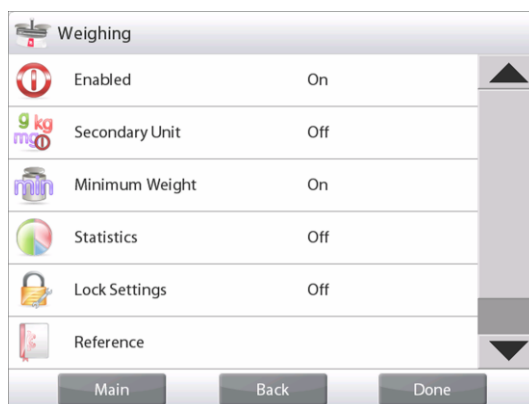 Weighing
Enabled On
g kg
mg
Secondary Unit Off
min
Minimum Weight On
Statistics Off
Lock Settings Off
Reference
Main Back Done